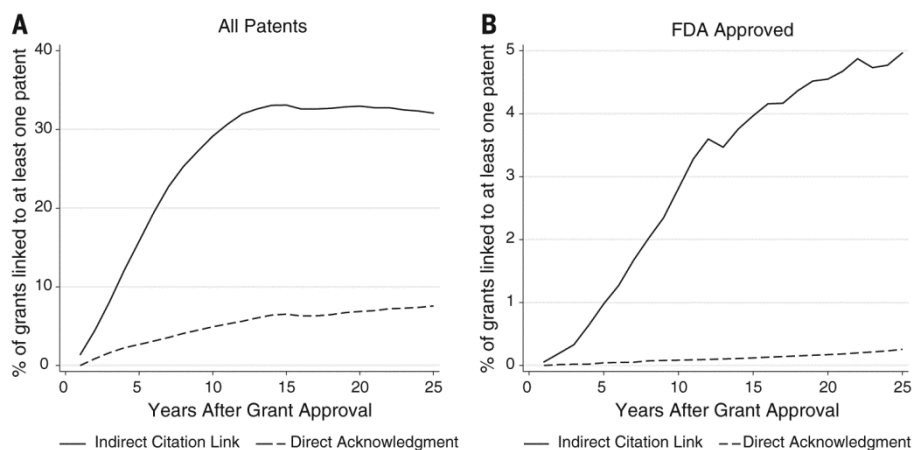 A
All Patents
% of grants linked to at least one patent
40
30
20
10
0
0 5 10 15 20 25
Years After Grant Approval
Indirect Citation Link Direct Acknowledgment
B
FDA Approved
% of grants linked to at least one patent
5
4
3
2
1
0
0 5 10 15 20 25
Years After Grant Approval
Indirect Citation Link Direct Acknowledgment